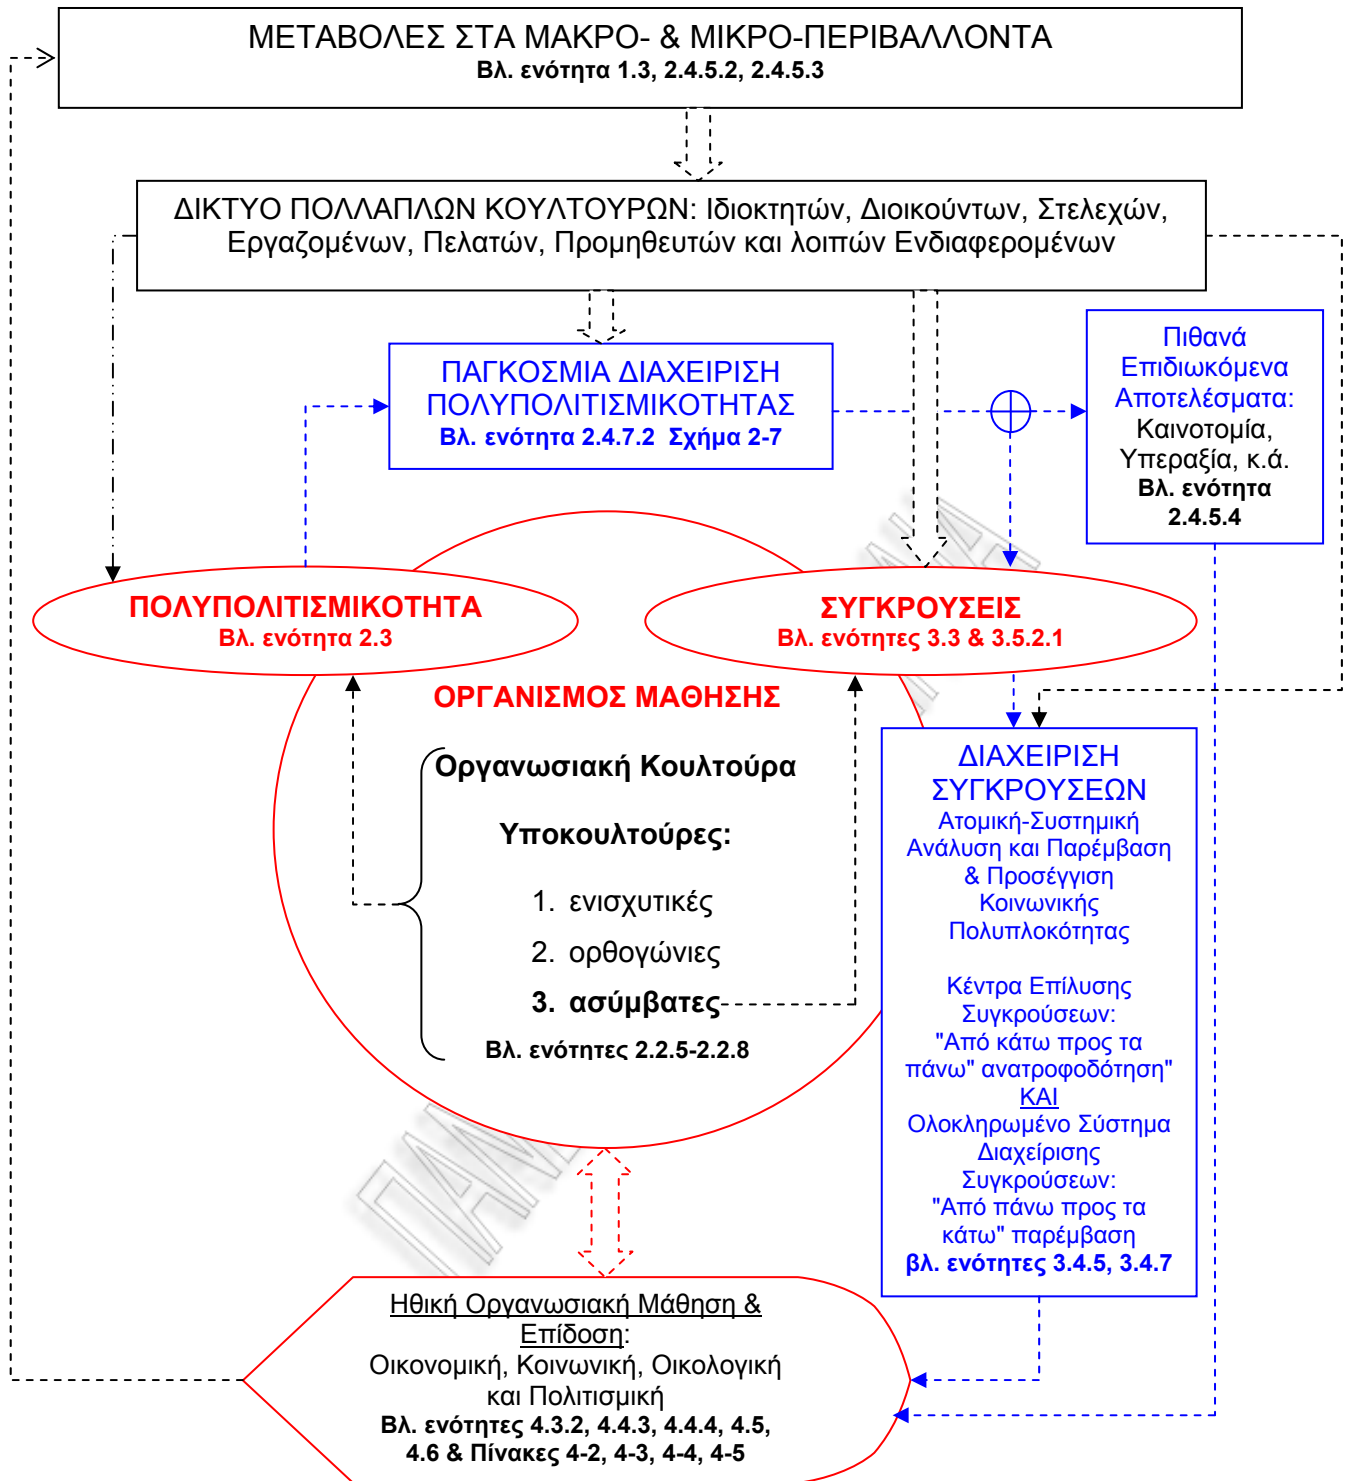 ΜΕΤΑΒΟΛΕΣ ΣΤΑ ΜΑΚΡΟ- & ΜΙΚΡΟ-ΠΕΡΙΒΑΛΛΟΝΤΑ
Βλ. ενότητα 1.3, 2.4.5.2, 2.4.5.3
ΔΙΚΤΥΟ ΠΟΛΛΑΠΛΩΝ ΚΟΥΛΤΟΥΡΩΝ: Ιδιοκτητών, Διοικούντων, Στελεχών,
Εργαζομένων, Πελατών, Προμηθευτών και λοιπών Ενδιαφερομένων
ΠΑΓΚΟΣΜΙΑ ΔΙΑΧΕΙΡΙΣΗ
ΠΟΛΥΠΟΛΙΤΙΣΜΙΚΟΤΗΤΑΣ
Βλ. ενότητα 2.4.7.2 Σχήμα 2-7
Πιθανά
Επιδιωκόμενα
Αποτελέσματα:
Καινοτομία,
Υπεραξία, κ.ά.
Βλ. ενότητα
2.4.5.4
ΠΟΛΥΠΟΛΙΤΙΣΜΙΚΟΤΗΤΑ
Βλ. ενότητα 2.3
ΣΥΓΚΡΟΥΣΕΙΣ
Βλ. ενότητες 3.3 & 3.5.2.1
ΟΡΓΑΝΙΣΜΟΣ ΜΑΘΗΣΗΣ
Οργανωσιακή Κουλτούρα
Υποκουλτούρες:
1. ενισχυτικές
2. ορθογώνιες
3. ασύμβατες
Βλ. ενότητες 2.2.5-2.2.8
ΔΙΑΧΕΙΡΙΣΗ
ΣΥΓΚΡΟΥΣΕΩΝ
Ατομική-Συστημική
Ανάλυση και Παρέμβαση
& Προσέγγιση
Κοινωνικής
Πολυπλοκότητας
Κέντρα Επίλυσης
Συγκρούσεων:
"Από κάτω προς τα
πάνω" ανατροφοδότηση"
ΚΑΙ
Ολοκληρωμένο Σύστημα
Διαχείρισης
Συγκρούσεων:
"Από πάνω προς τα
κάτω" παρέμβαση
βλ. ενότητες 3.4.5, 3.4.7
Ηθική Οργανωσιακή Μάθηση &
Επίδοση:
Οικονομική, Κοινωνική, Οικολογική
και Πολιτισμική
Βλ. ενότητες 4.3.2, 4.4.3, 4.4.4, 4.5,
4.6 & Πίνακες 4-2, 4-3, 4-4, 4-5